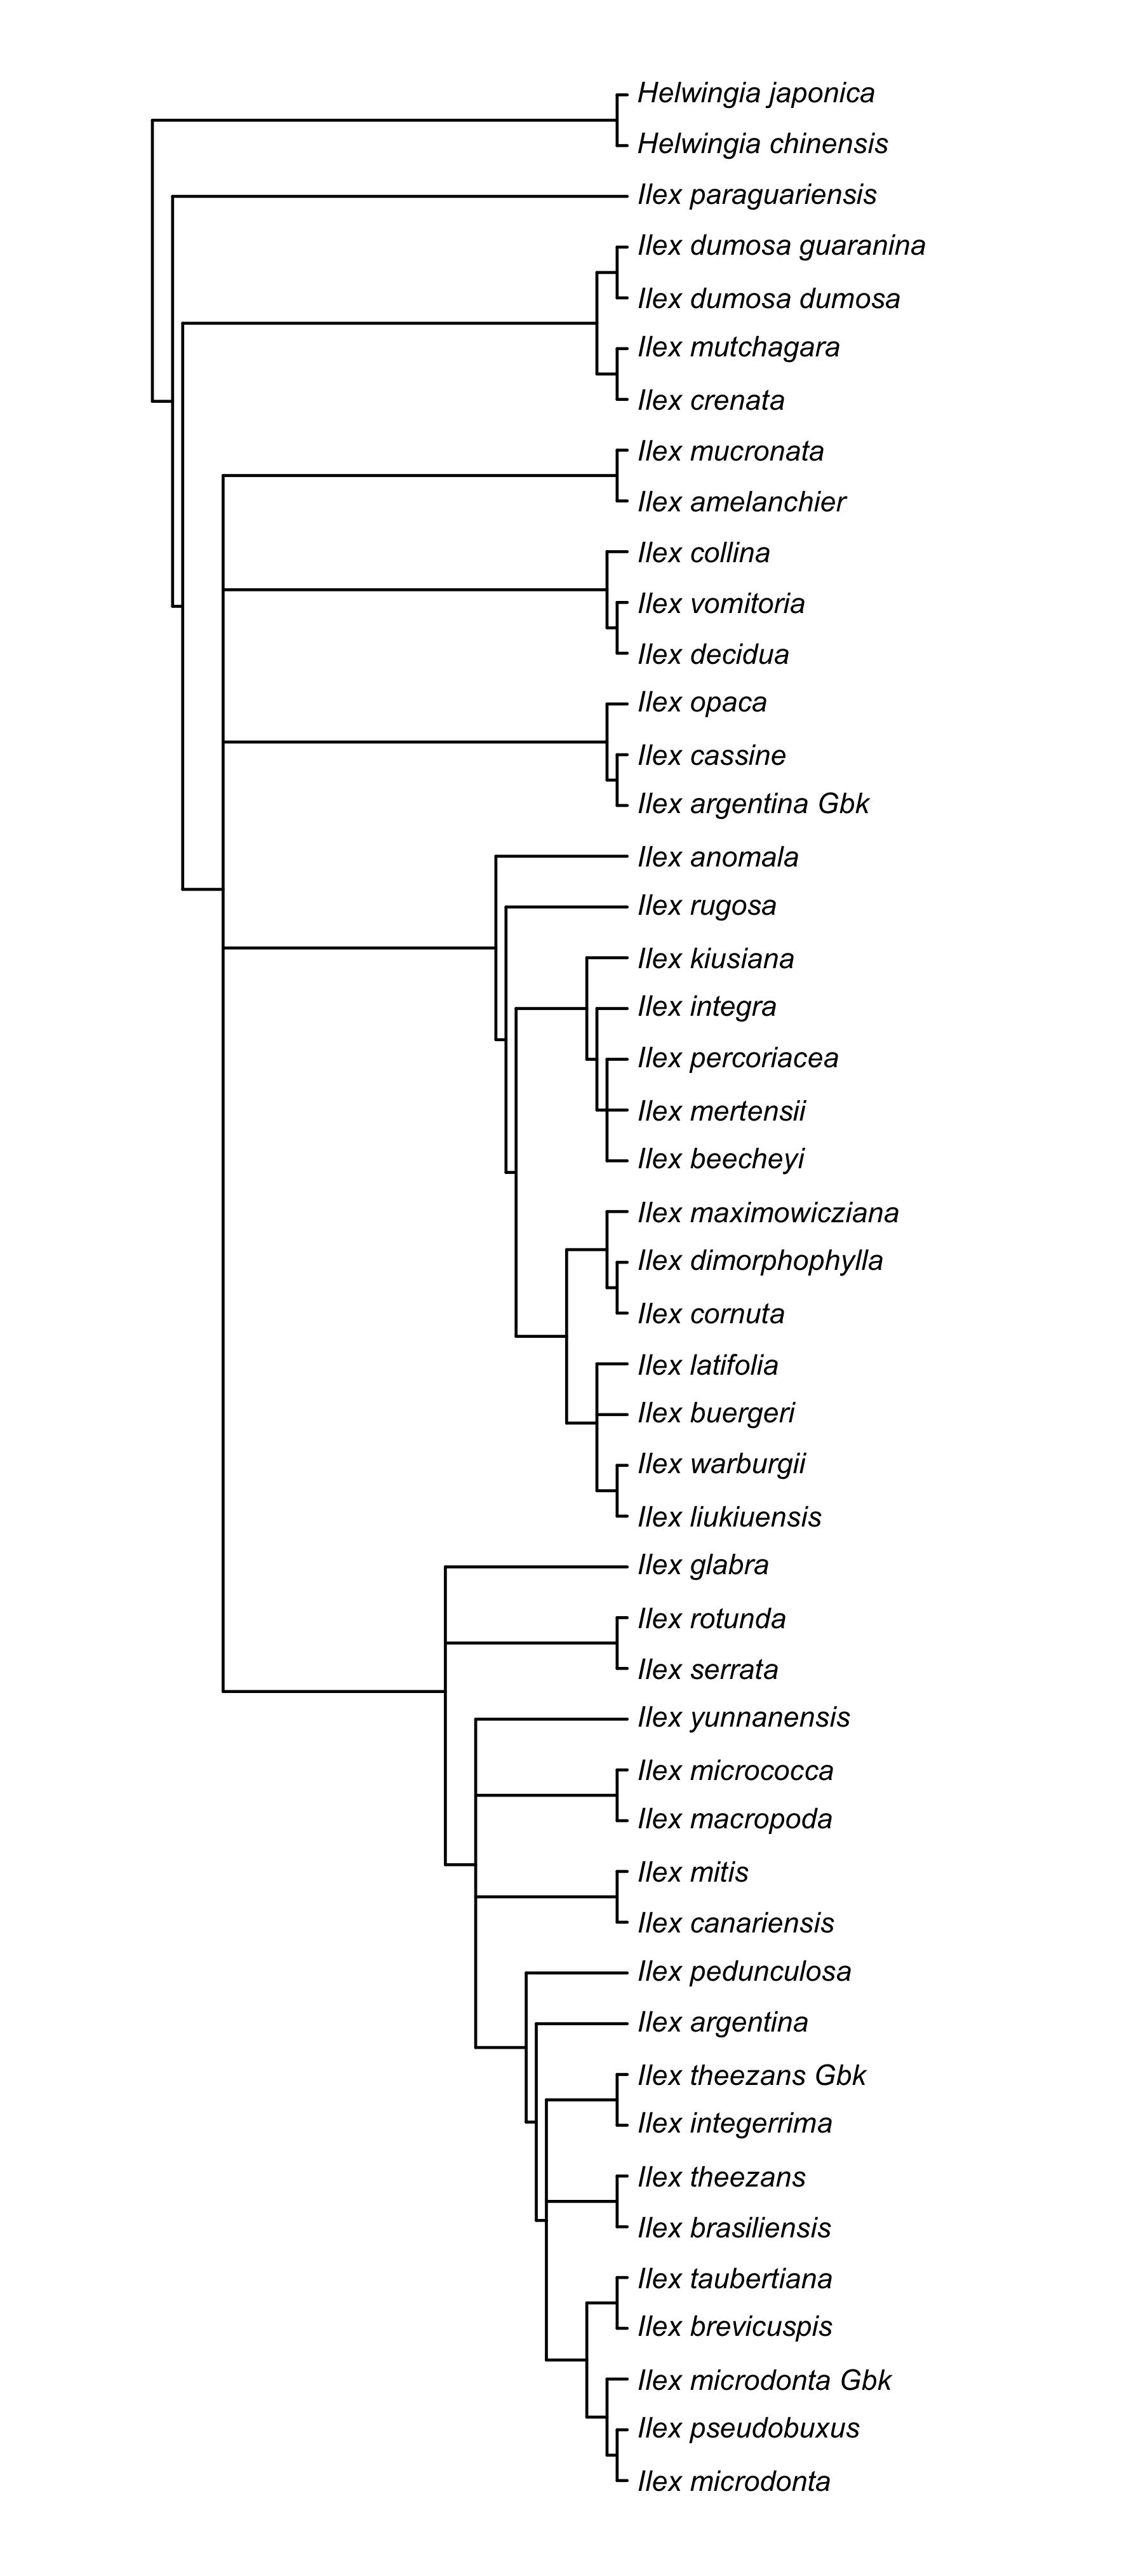 Helwingia japonica
Helwingia chinensis
Ilex paraguariensis
Ilex dumosa guaranina
Ilex dumosa dumosa
Ilex mutchagara
Ilex crenata
Ilex mucronata
Ilex amelanchier
Ilex collina
Ilex vomitoria
Ilex decidua
Ilex opaca
Ilex cassine
Ilex argentina Gbk
Ilex anomala
Ilex rugosa
Ilex kiusiana
Ilex integra
Ilex percoriacea
Ilex mertensii
Ilex beecheyi
Ilex maximowicziana
Ilex dimorphophylla
Ilex cornuta
Ilex latifolia
Ilex buergeri
Ilex warburgii
Ilex liukiuensis
Ilex glabra
Ilex rotunda
Ilex serrata
Ilex yunnanensis
Ilex micrococca
Ilex macropoda
Ilex mitis
Ilex canariensis
Ilex pedunculosa
Ilex argentina
Ilex theezans Gbk
Ilex integerrima
Ilex theezans
Ilex brasiliensis
Ilex taubertiana
Ilex brevicuspis
Ilex microdonta Gbk
Ilex pseudobuxus
Ilex microdonta